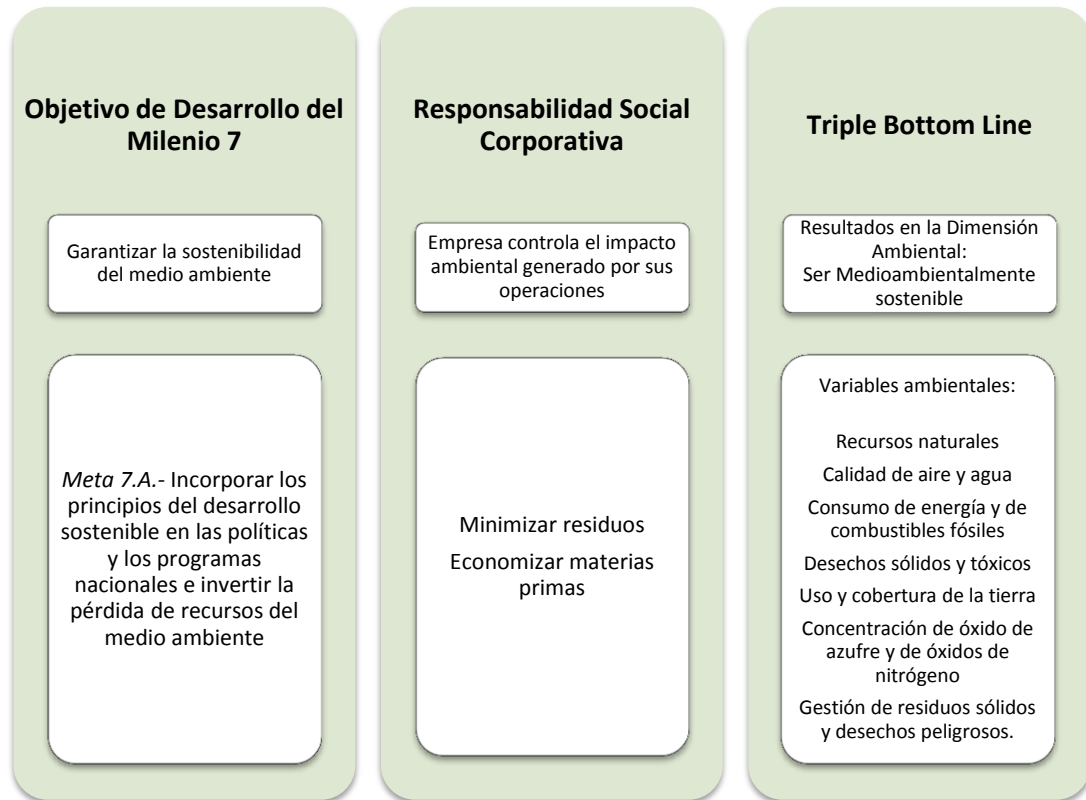 Objetivo de Desarrollo del
Milenio 7
Garantizar la sostenibilidad
del medio ambiente
Meta 7.A.- Incorporar los
principios del desarrollo
sostenible en las políticas
y los programas
nacionales e invertir la
pérdida de recursos del
medio ambiente
Responsabilidad Social
Corporativa
Empresa controla el impacto
ambiental generado por sus
operaciones
Minimizar residuos
Economizar materias
primas
Triple Bottom Line
Resultados en la Dimensión
Ambiental:
Ser Medioambientalmente
sostenible
Variables ambientales:
Recursos naturales
Calidad de aire y agua
Consumo de energía y de
combustibles fósiles
Desechos sólidos y tóxicos
Uso y cobertura de la tierra
Concentración de óxido de
azufre y de óxidos de
nitrógeno
Gestión de residuos sólidos
y desechos peligrosos.